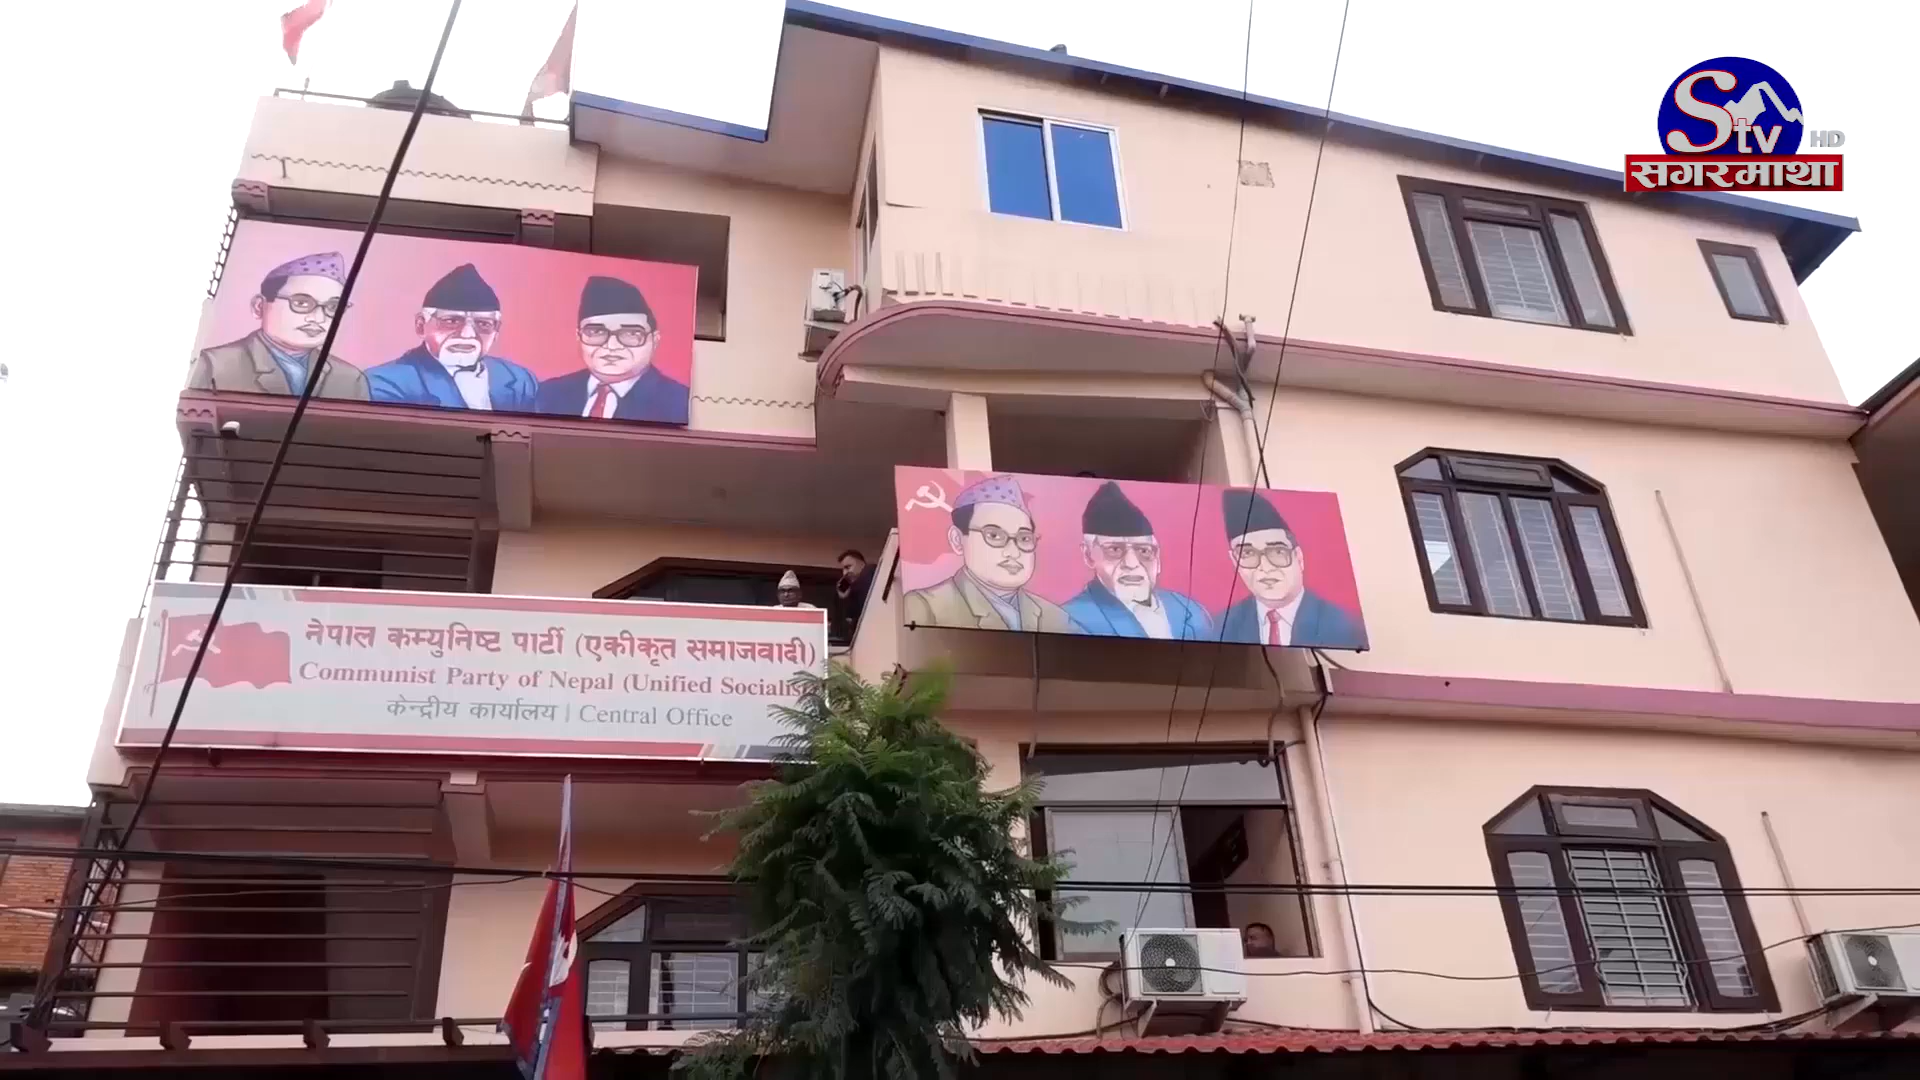 Stv HD
सगरमाथा
नेपाल कम्युनिष्ट पार्टी (एकीकृत समाजवादी)
Communist Party of Nepal (Unified Socialist
केन्द्रीय कार्यालय | Central Office